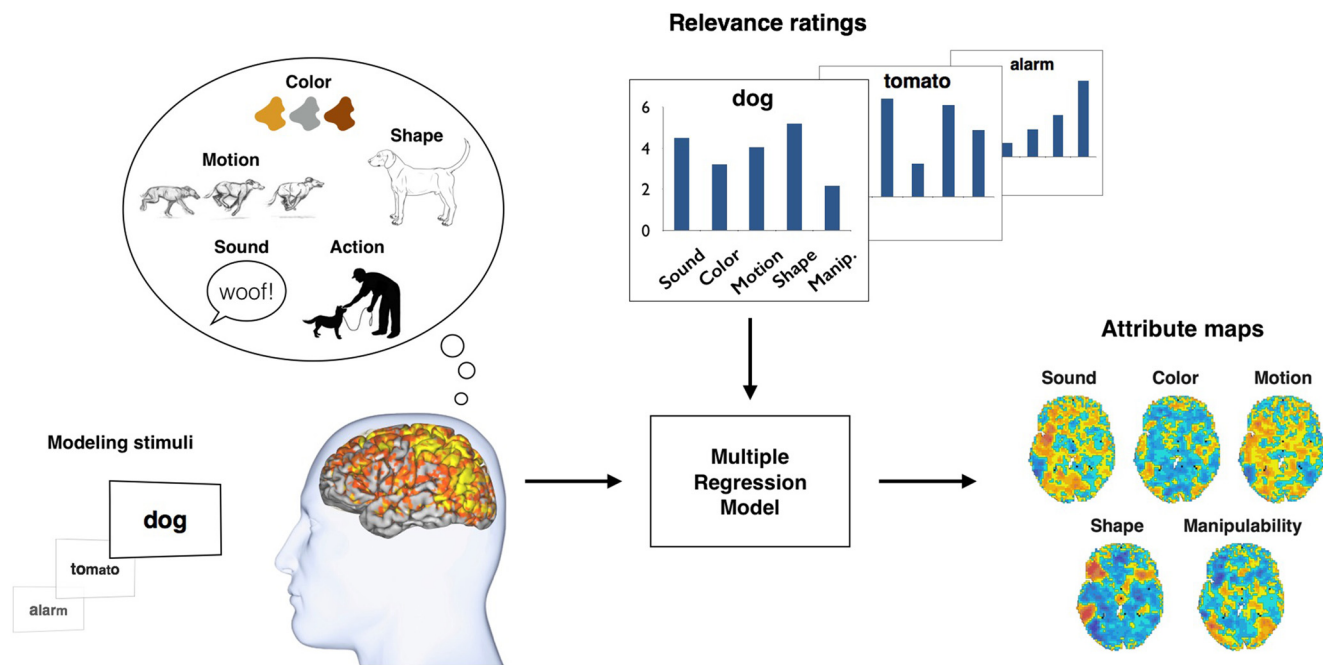 Relevance ratings
Color
Shape
Motion
Sound
Action
woof!
dog
6
4
2
0
Sound
Color
Motion
Shape
Manip.
tomato
alarm
Modeling stimuli
dog
tomato
alarm
Multiple
Regression
Model
Attribute maps
Sound
Color
Motion
Shape
Manipulability